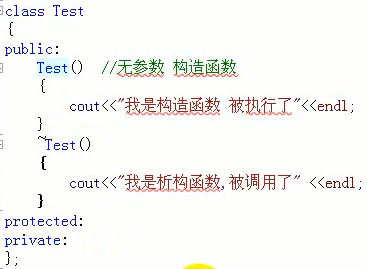 class Test
{
public:
Test() //无参数 构造函数
{
cout<<"我是构造函数 被执行了"<<endl;
}
~Test()
{
cout<<"我是析构函数,被调用了" <<endl;
}
protected:
private:
};